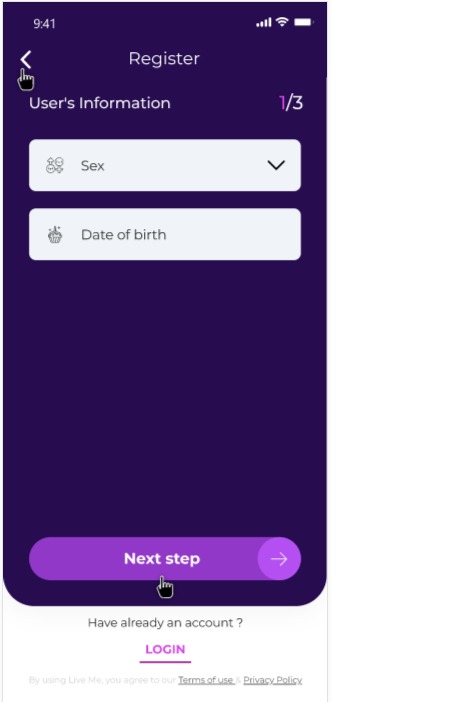 9:41
Register
User's Information 1/3
Sex
Date of birth
Next step
Have already an account ?
LOGIN
By using Live Me, you agree to our Terms of use & Privacy Policy